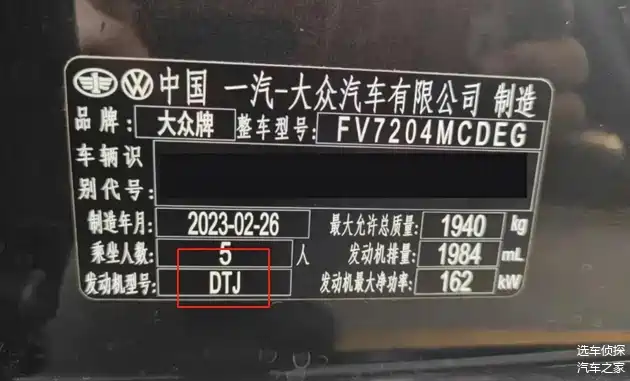 中国 一汽-大众汽车有限公司 制造
品牌: 大众牌 整车型号: FV7204MCDEG
车辆识
别代号:
制造年月: 2023-02-26 最大允许总质量: 1940 kg
乘坐人数: 5 人 发动机排量: 1984 mL
发动机型号: DTJ 发动机最大净功率: 162 kW
选车侦探
汽车之家